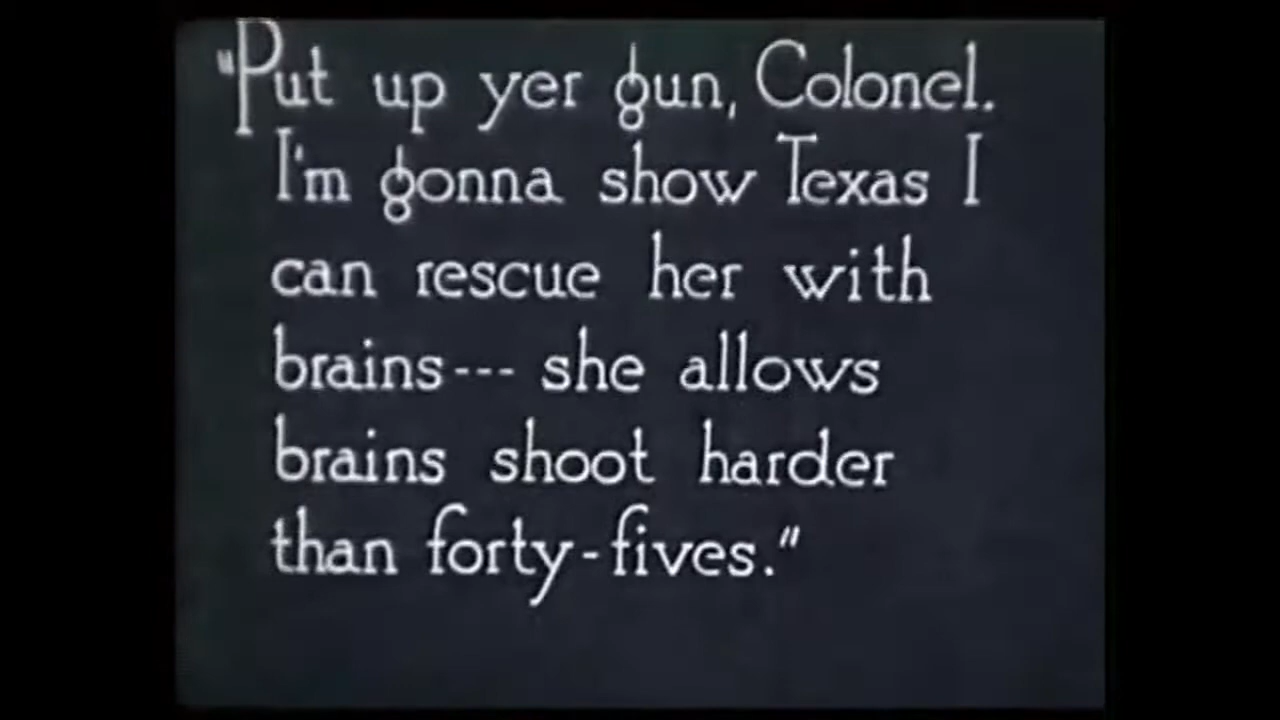 "Put up yer gun, Colonel.
I'm gonna show Texas I
can rescue her with
brains--- she allows
brains shoot harder
than forty-fives."